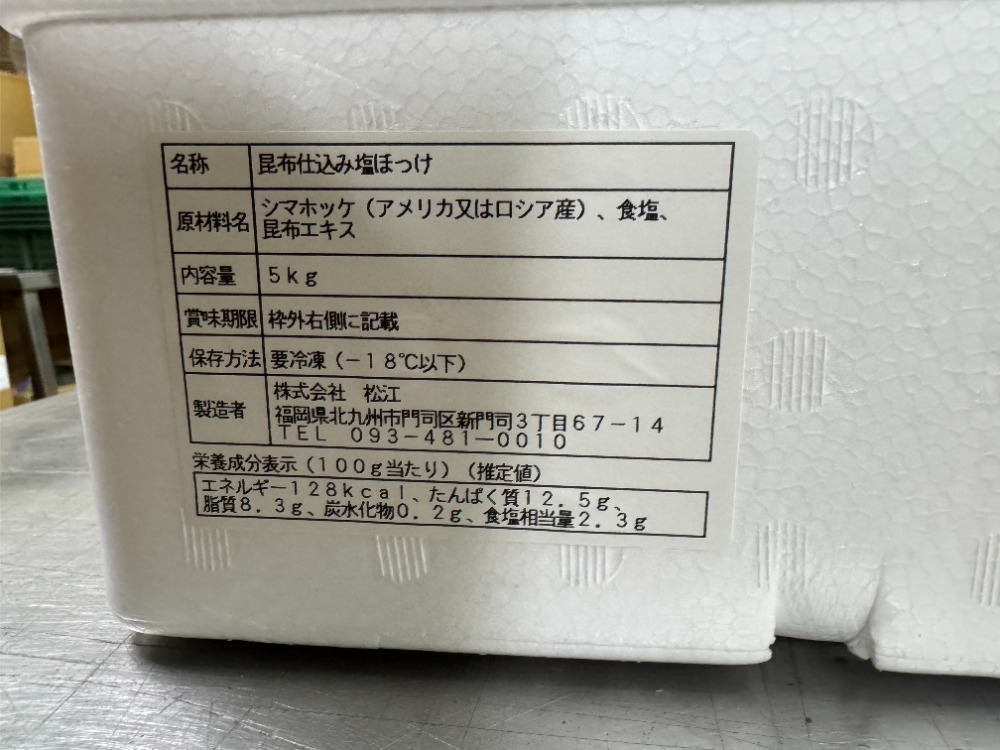 名称 昆布仕込み塩ほっけ
原材料名 シマホッケ（アメリカ又はロシア産）、食塩、
昆布エキス
内容量 5kg
賞味期限 枠外右側に記載
保存方法 要冷凍（－18℃以下）
製造者 株式会社 松江
福岡県北九州市門司区新門司3丁目67－14
TEL 093－481－0010
栄養成分表示（100g当たり）（推定値）
エネルギー128kcal、たんぱく質12.5g、
脂質8.3g、炭水化物0.2g、食塩相当量2.3g